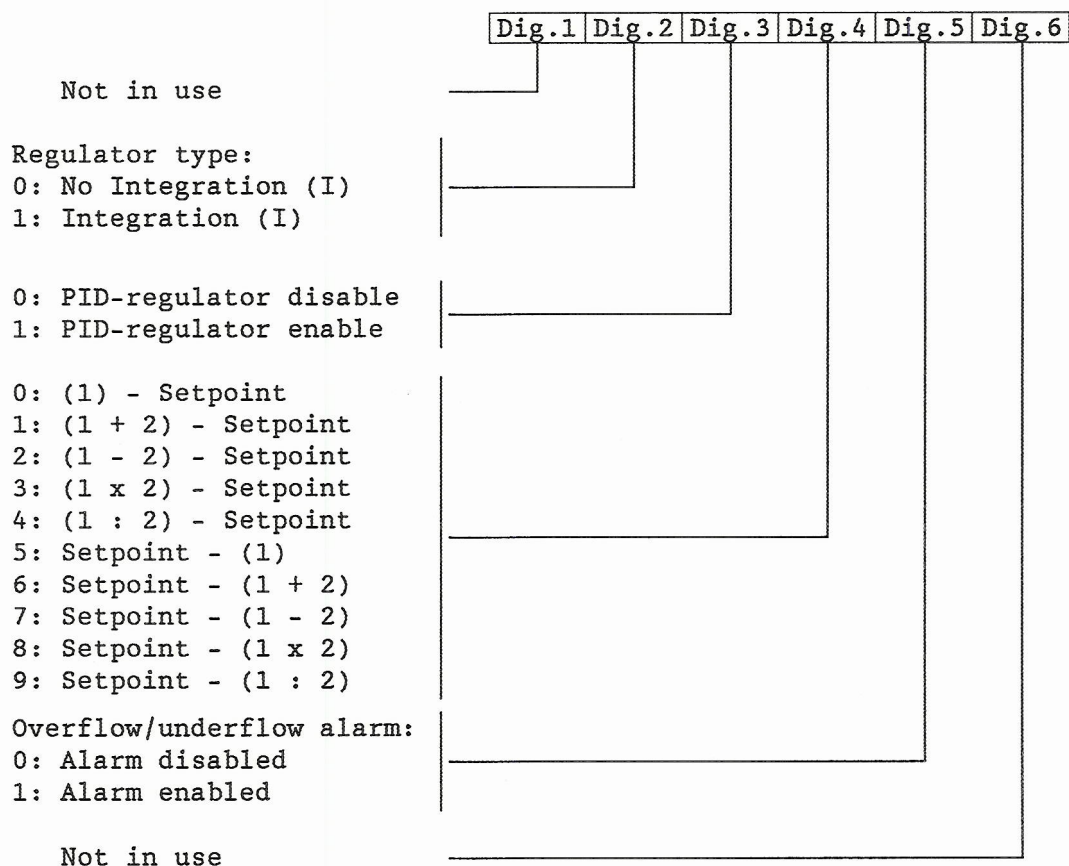 Dig.1 Dig.2 Dig.3 Dig.4 Dig.5 Dig.6
Not in use
Regulator type:
0: No Integration (I)
1: Integration (I)
0: PID-regulator disable
1: PID-regulator enable
0: (1) - Setpoint
1: (1 + 2) - Setpoint
2: (1 - 2) - Setpoint
3: (1 x 2) - Setpoint
4: (1 : 2) - Setpoint
5: Setpoint - (1)
6: Setpoint - (1 + 2)
7: Setpoint - (1 - 2)
8: Setpoint - (1 x 2)
9: Setpoint - (1 : 2)
Overflow/underflow alarm:
0: Alarm disabled
1: Alarm enabled
Not in use